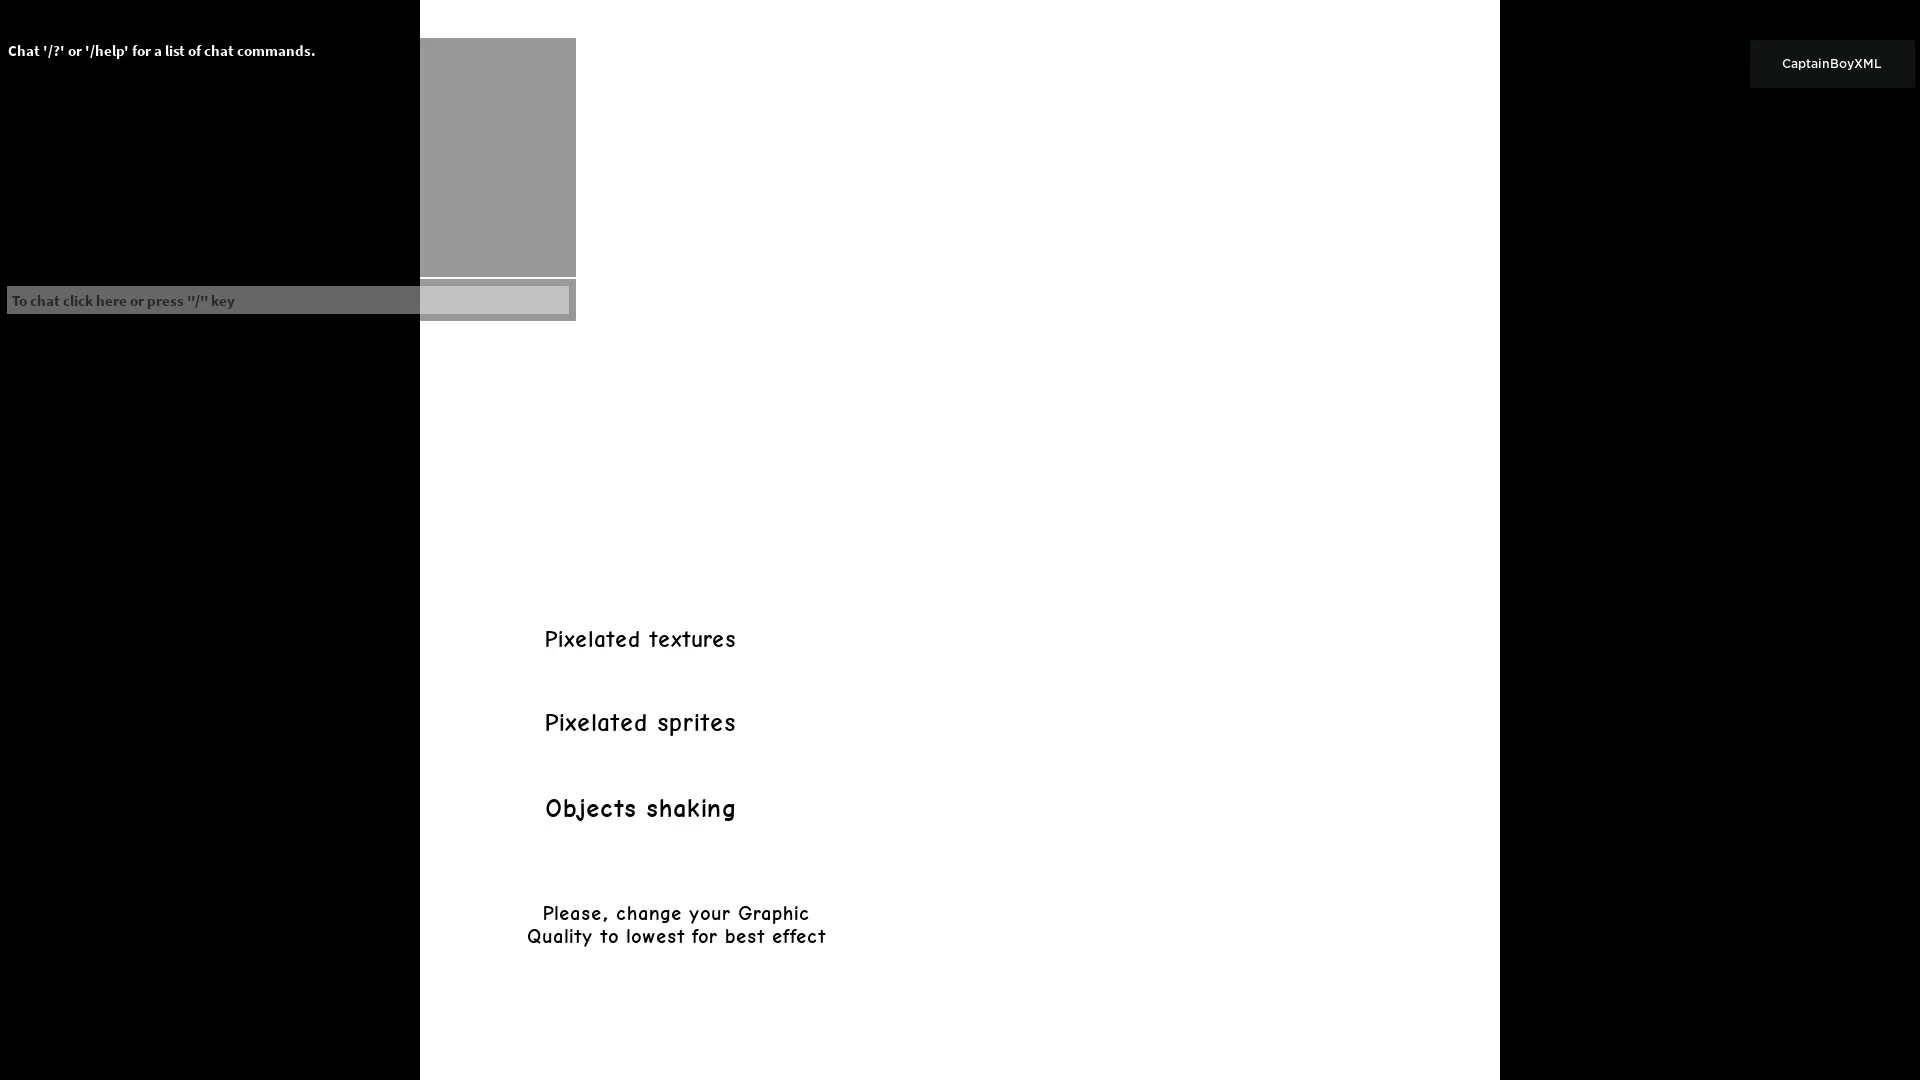 Chat '/?' or '/help' for a list of chat commands.
CaptainBoyXML
To chat click here or press "/" key
Pixelated textures
Pixelated sprites
Objects shaking
Please, change your Graphic
Quality to lowest for best effect